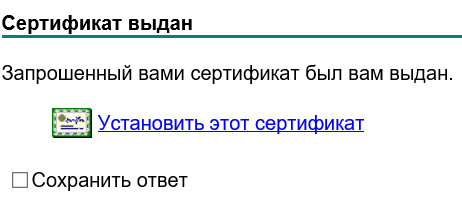 Сертификат выдан
Запрошенный вами сертификат был вам выдан.
Установить этот сертификат
Сохранить ответ